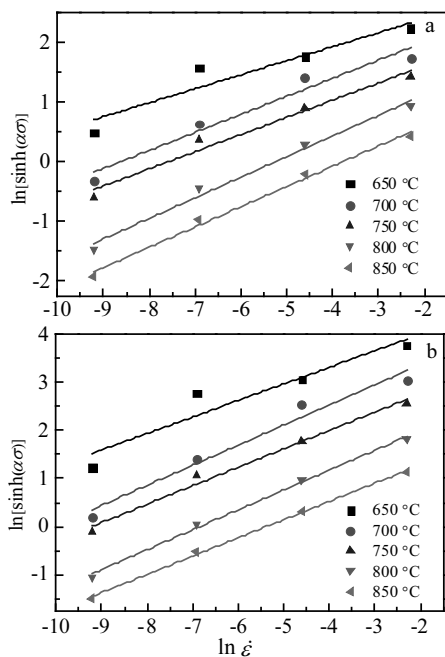 a
2
1
0
-1
-2
ln[sinh(ασ)]
650 °C
700 °C
750 °C
800 °C
850 °C
-10 -9 -8 -7 -6 -5 -4 -3 -2
b
4
3
2
1
0
-1
ln[sinh(ασ)]
650 °C
700 °C
750 °C
800 °C
850 °C
-10 -9 -8 -7 -6 -5 -4 -3 -2
ln ε̇